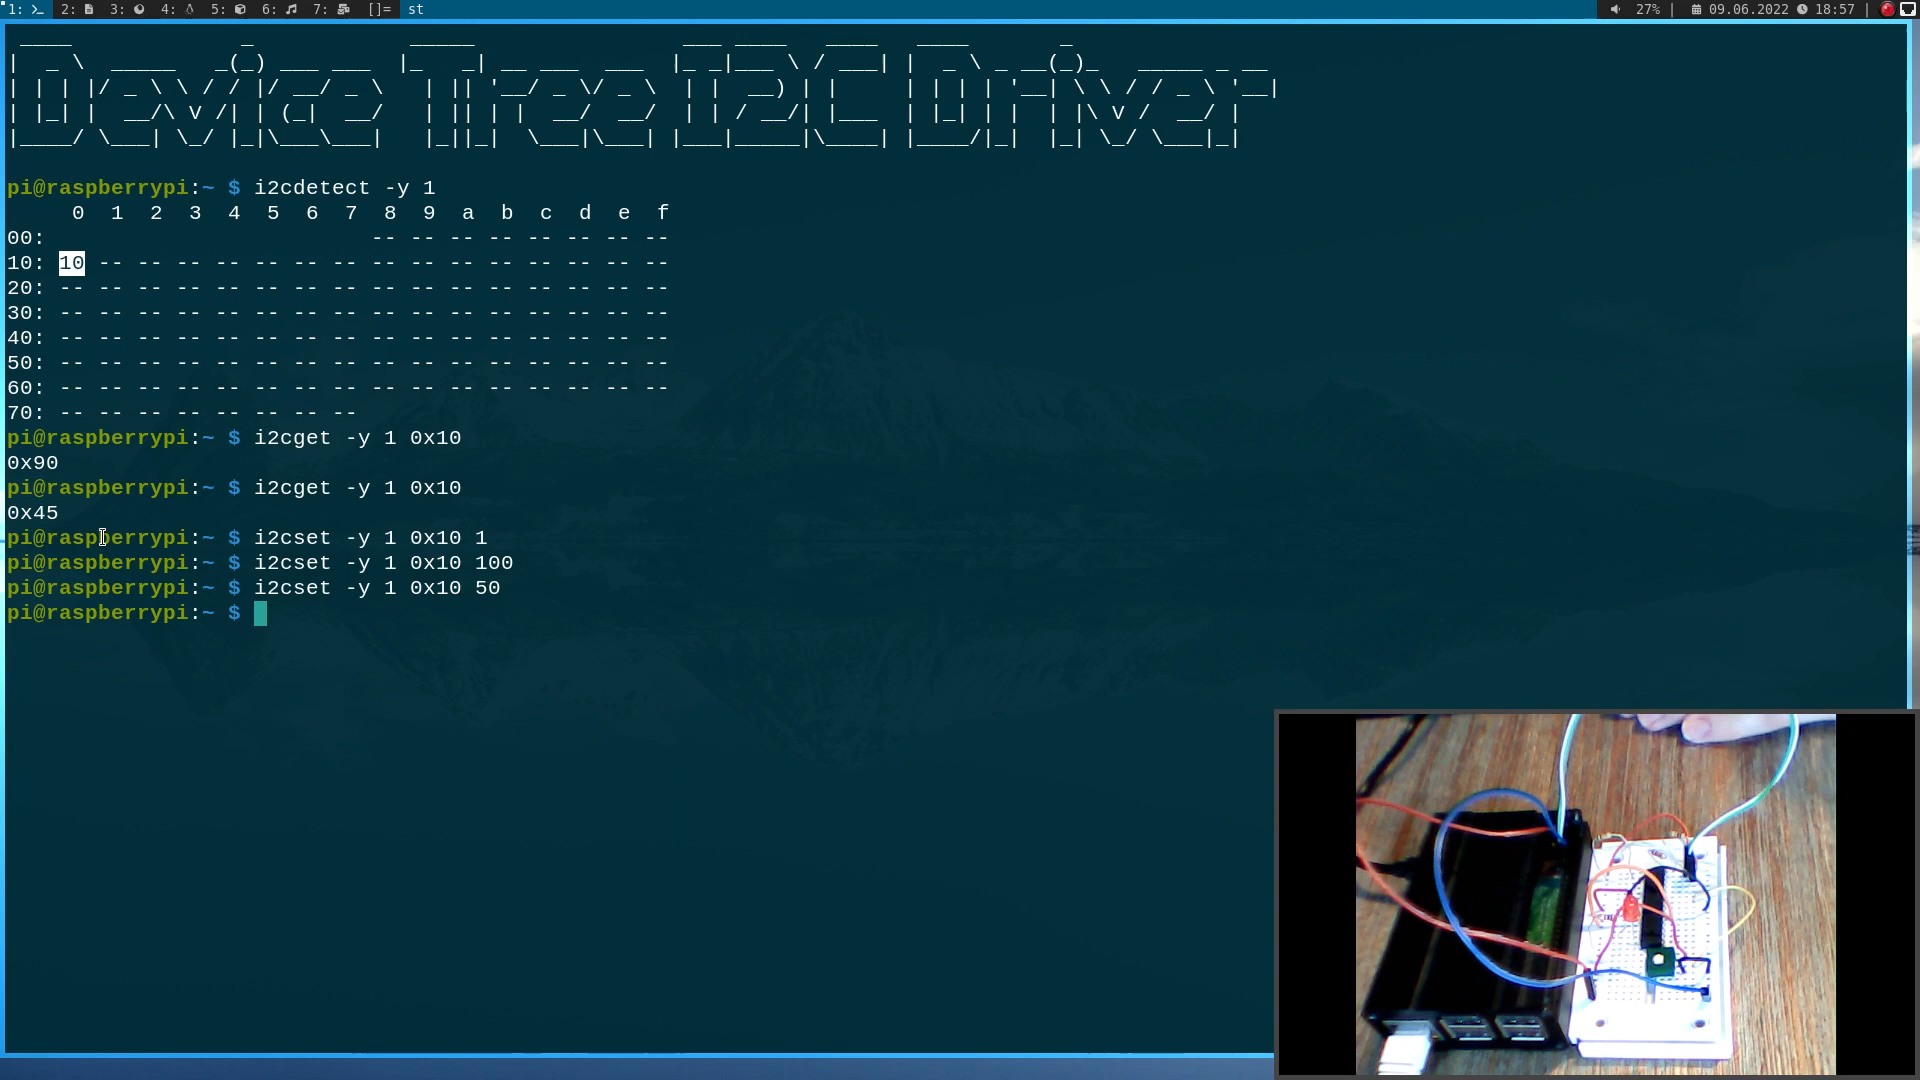 1: 2: 3: 4: 5: 6: 7: []= st 27% | 09.06.2022 18:57 |
Device Tree I2C Driver
pi@raspberrypi:~ $ i2cdetect -y 1
     0  1  2  3  4  5  6  7  8  9  a  b  c  d  e  f
00:                         -- -- -- -- -- -- -- --
10: 10 -- -- -- -- -- -- -- -- -- -- -- -- -- -- --
20: -- -- -- -- -- -- -- -- -- -- -- -- -- -- -- --
30: -- -- -- -- -- -- -- -- -- -- -- -- -- -- -- --
40: -- -- -- -- -- -- -- -- -- -- -- -- -- -- -- --
50: -- -- -- -- -- -- -- -- -- -- -- -- -- -- -- --
60: -- -- -- -- -- -- -- -- -- -- -- -- -- -- -- --
70: -- -- -- -- -- -- -- --
pi@raspberrypi:~ $ i2cget -y 1 0x10
0x90
pi@raspberrypi:~ $ i2cget -y 1 0x10
0x45
pi@raspberrypi:~ $ i2cset -y 1 0x10 1
pi@raspberrypi:~ $ i2cset -y 1 0x10 100
pi@raspberrypi:~ $ i2cset -y 1 0x10 50
pi@raspberrypi:~ $